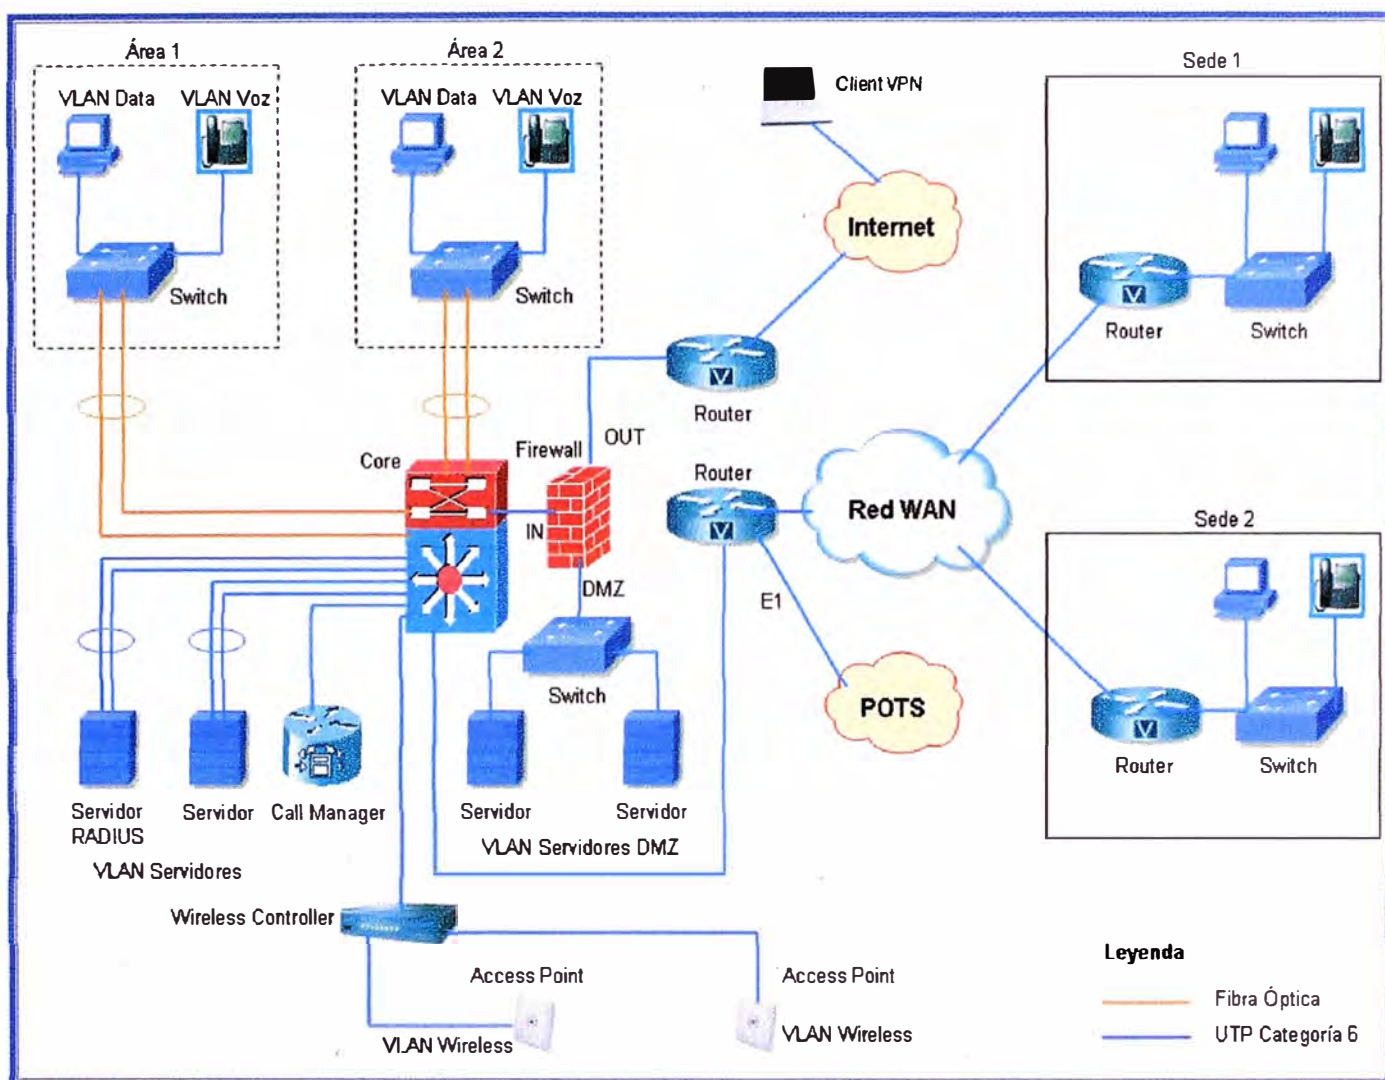 Área 1
Área 2
Sede 1
VLAN Data
VLAN Voz
VLAN Data
VLAN Voz
Client VPN
Internet
Switch
Switch
V
Router
V
Router
Switch
OUT
Firewall
Core
Router
V
Red WAN
IN
Sede 2
DMZ
E1
Switch
POTS
V
Router
Switch
Servidor
RADIUS
Servidor
Call Manager
Servidor
Servidor
VLAN Servidores DMZ
VLAN Servidores
Wireless Controller
Access Point
Access Point
VLAN Wireless
VLAN Wireless
Leyenda
Fibra Óptica
UTP Categoría 6